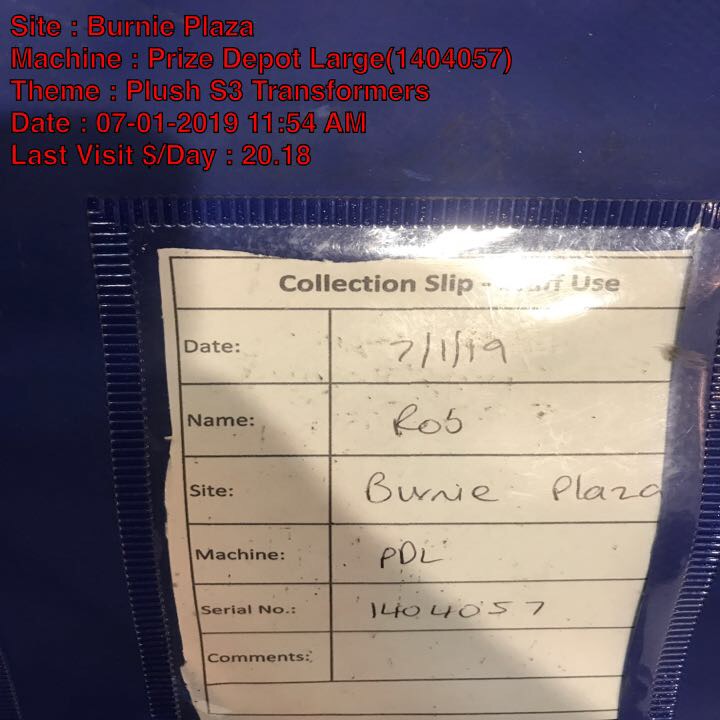 Site : Burnie Plaza
Machine : Prize Depot Large(1404057)
Theme : Plush S3 Transformers
Date : 07-01-2019 11:54 AM
Last Visit $/Day : 20.18
Collection Slip - Use
Date: 7/1/19
Name: Rob
Site: Burnie Plaza
Machine: PDL
Serial No.: 1404057
Comments: